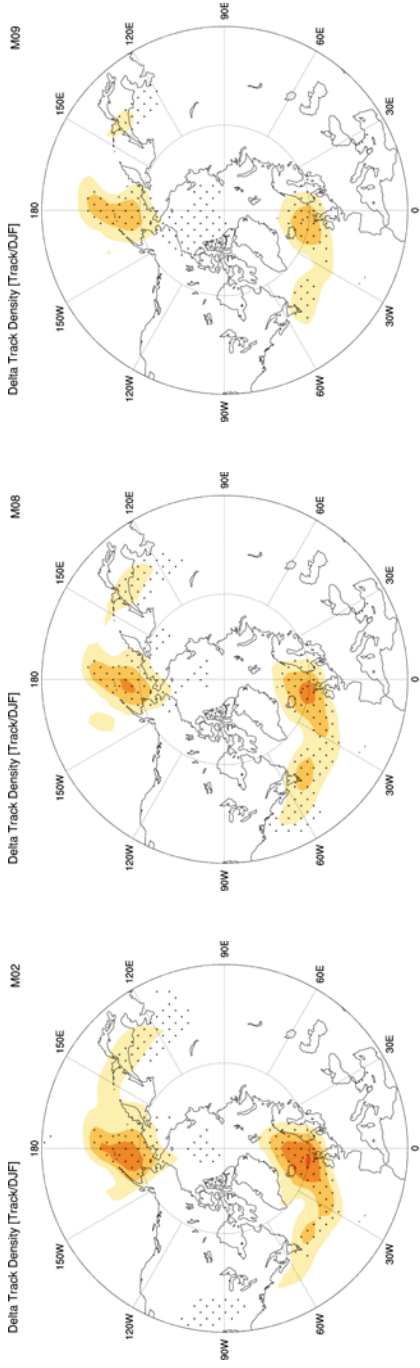 Delta Track Density [Track/DJF] M02
180
150W 150E
120W 120E
90W 90E
60W 60E
30W 30E
0
Delta Track Density [Track/DJF] M08
180
150W 150E
120W 120E
90W 90E
60W 60E
30W 30E
0
Delta Track Density [Track/DJF] M09
180
150W 150E
120W 120E
90W 90E
60W 60E
30W 30E
0